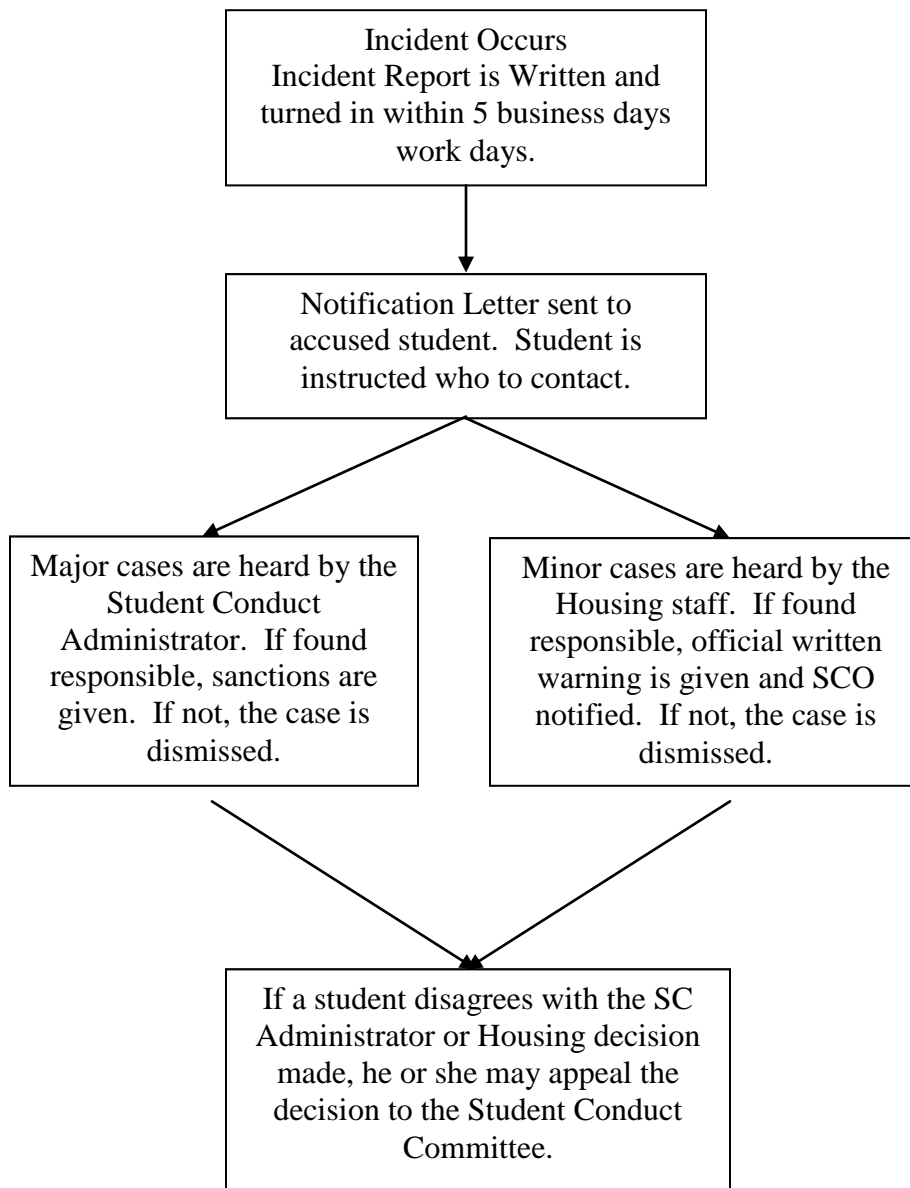 Incident Occurs
Incident Report is Written and
turned in within 5 business days
work days.
Notification Letter sent to
accused student.  Student is
instructed who to contact.
Major cases are heard by the
Student Conduct
Administrator.  If found
responsible, sanctions are
given.  If not, the case is
dismissed.
Minor cases are heard by the
Housing staff.  If found
responsible, official written
warning is given and SCO
notified.  If not, the case is
dismissed.
If a student disagrees with the SC
Administrator or Housing decision
made, he or she may appeal the
decision to the Student Conduct
Committee.